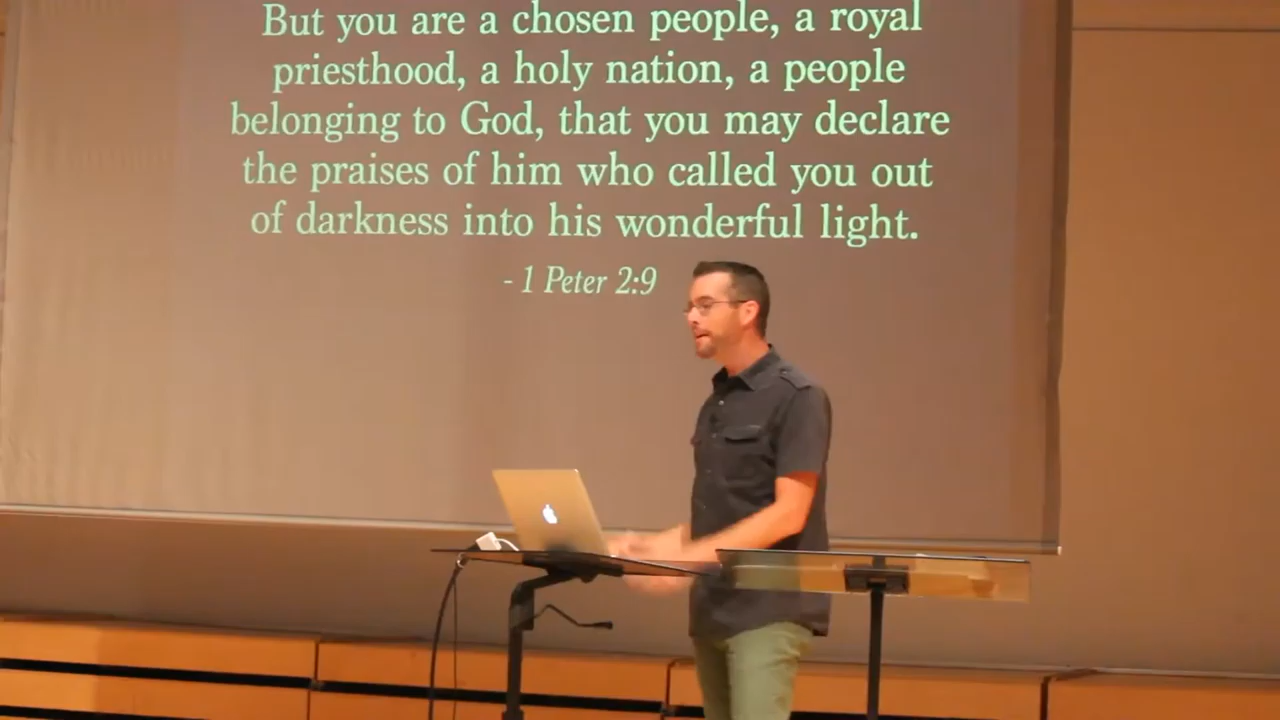 But you are a chosen people, a royal
priesthood, a holy nation, a people
belonging to God, that you may declare
the praises of him who called you out
of darkness into his wonderful light.
- 1 Peter 2:9